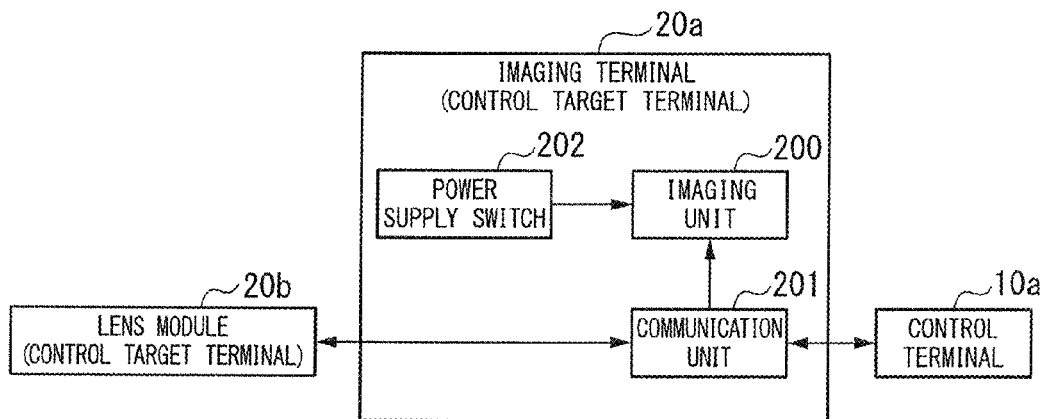 20a
IMAGING TERMINAL
(CONTROL TARGET TERMINAL)
202
200
POWER
SUPPLY SWITCH
IMAGING
UNIT
20b
201
10a
LENS MODULE
(CONTROL TARGET TERMINAL)
COMMUNICATION
UNIT
CONTROL
TERMINAL